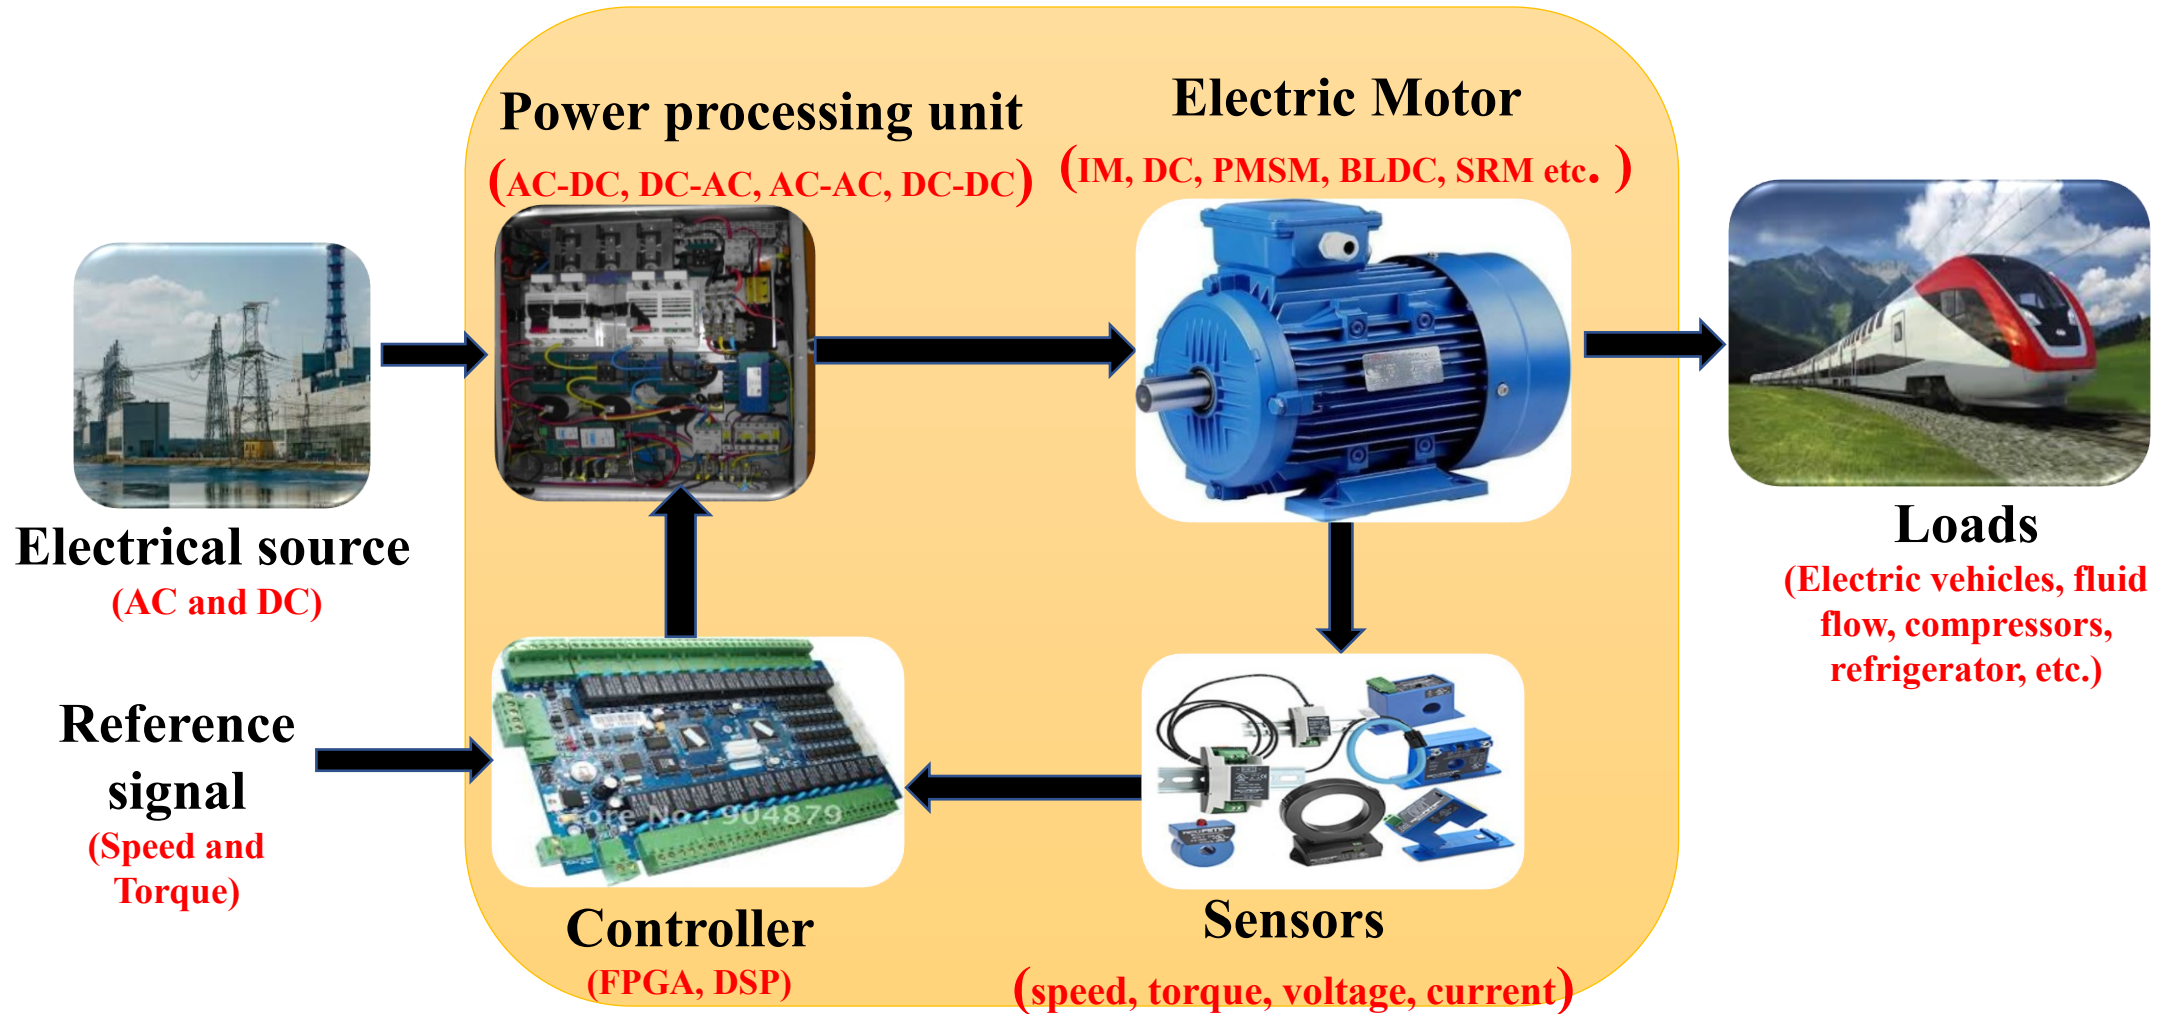 Power processing unit
(AC-DC, DC-AC, AC-AC, DC-DC)
Electric Motor
(IM, DC, PMSM, BLDC, SRM etc. )
Electrical source
(AC and DC)
Loads
(Electric vehicles, fluid
flow, compressors,
refrigerator, etc.)
Reference
signal
(Speed and
Torque)
Controller
(FPGA, DSP)
Sensors
(speed, torque, voltage, current)